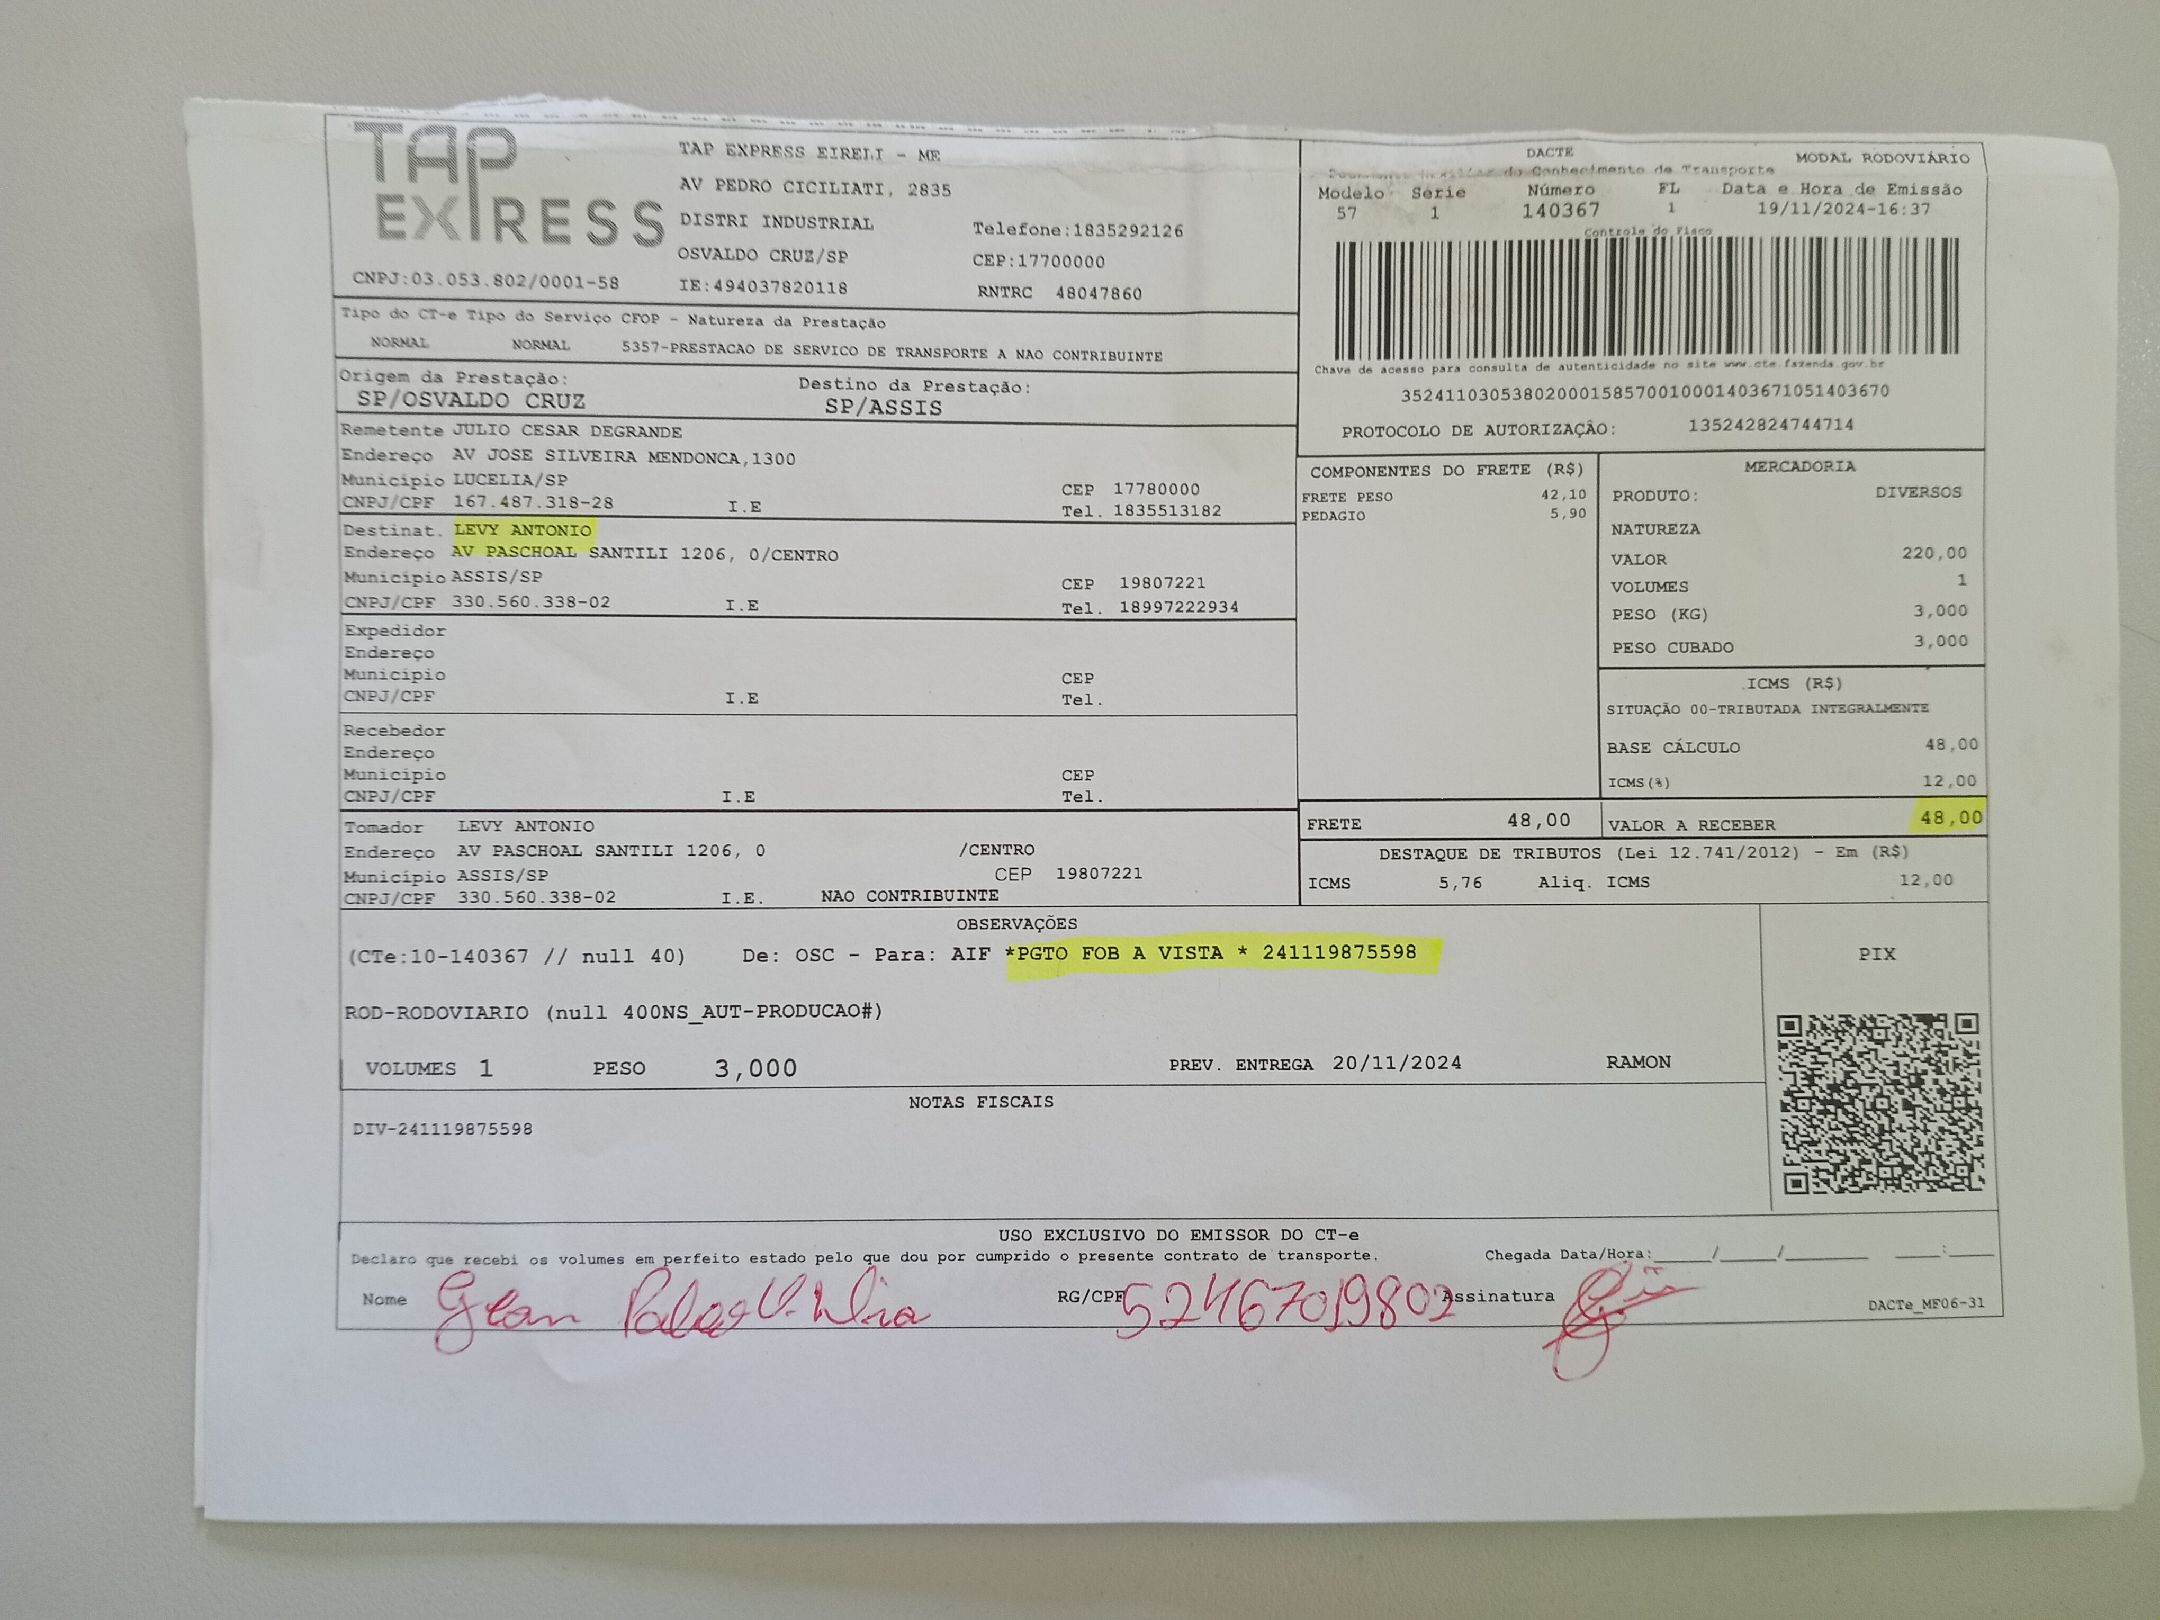 TAP
EXPRESS
CNPJ:03.053.802/0001-58
TAP EXPRESS EIRELI - ME
AV PEDRO CICILIATI, 2835
DISTRI INDUSTRIAL
OSVALDO CRUZ/SP
IE:494037820118
Telefone:1835292126
CEP:17700000
RNTRC 48047860
DACTE
MODAL RODOVIÁRIO
do Conhecimento de Transporte
Modelo Série Número FL Data e Hora de Emissão
57 1 140367 1 19/11/2024-16:37
Controle do Fisco
Chave de acesso para consulta de autenticidade no site www.cte.fazenda.gov.br
35241103053802000158570010001403671051403670
PROTOCOLO DE AUTORIZAÇÃO: 135242824744714
Tipo do CT-e Tipo do Serviço CFOP - Natureza da Prestação
NORMAL NORMAL 5357-PRESTACAO DE SERVICO DE TRANSPORTE A NAO CONTRIBUINTE
Origem da Prestação: Destino da Prestação:
SP/OSVALDO CRUZ SP/ASSIS
Remetente JULIO CESAR DEGRANDE
Endereço AV JOSE SILVEIRA MENDONCA,1300
Município LUCELIA/SP CEP 17780000
CNPJ/CPF 167.487.318-28 I.E Tel. 1835513182
Destinat. LEVY ANTONIO
Endereço AV PASCHOAL SANTILI 1206, 0/CENTRO
Município ASSIS/SP CEP 19807221
CNPJ/CPF 330.560.338-02 I.E Tel. 18997222934
Expedidor
Endereço
Município CEP
CNPJ/CPF I.E Tel.
Recebedor
Endereço
Município CEP
CNPJ/CPF I.E Tel.
Tomador LEVY ANTONIO
Endereço AV PASCHOAL SANTILI 1206, 0 /CENTRO
Município ASSIS/SP CEP 19807221
CNPJ/CPF 330.560.338-02 I.E. NAO CONTRIBUINTE
COMPONENTES DO FRETE (R$)
FRETE PESO 42,10
PEDAGIO 5,90
MERCADORIA
PRODUTO: DIVERSOS
NATUREZA
VALOR 220,00
VOLUMES 1
PESO (KG) 3,000
PESO CUBADO 3,000
.ICMS (R$)
SITUAÇÃO 00-TRIBUTADA INTEGRALMENTE
BASE CÁLCULO 48,00
ICMS(%) 12,00
FRETE 48,00 VALOR A RECEBER 48,00
DESTAQUE DE TRIBUTOS (Lei 12.741/2012) - Em (R$)
ICMS 5,76 Aliq. ICMS 12,00
OBSERVAÇÕES
(CTe:10-140367 // null 40) De: OSC - Para: AIF *PGTO FOB A VISTA * 241119875598
ROD-RODOVIARIO (null 400NS_AUT-PRODUCAO#)
PIX
VOLUMES 1 PESO 3,000 PREV. ENTREGA 20/11/2024 RAMON
NOTAS FISCAIS
DIV-241119875598
USO EXCLUSIVO DO EMISSOR DO CT-e
Declaro que recebi os volumes em perfeito estado pelo que dou por cumprido o presente contrato de transporte. Chegada Data/Hora:____/____/____ ____:____
Nome RG/CPF 52467019802 Assinatura
DACTe_MF06-31